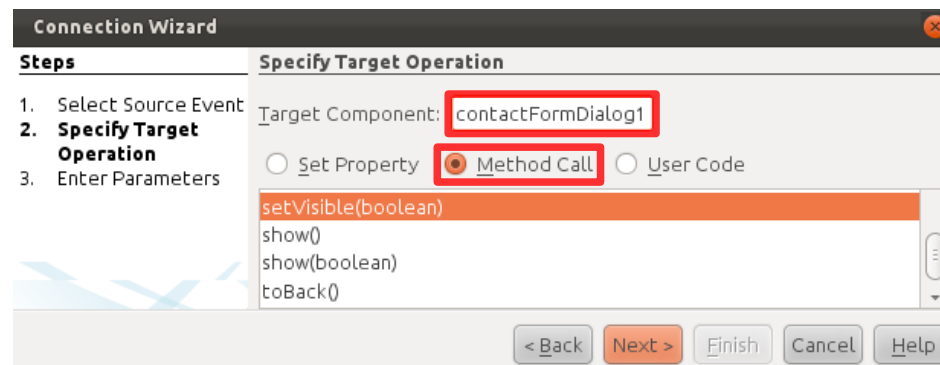 Connection Wizard
Steps
1. Select Source Event
2. Specify Target
Operation
3. Enter Parameters
Specify Target Operation
Target Component: contactFormDialog1
Set Property Method Call User Code
setVisible(boolean)
show()
show(boolean)
toBack()
< Back Next > Finish Cancel Help